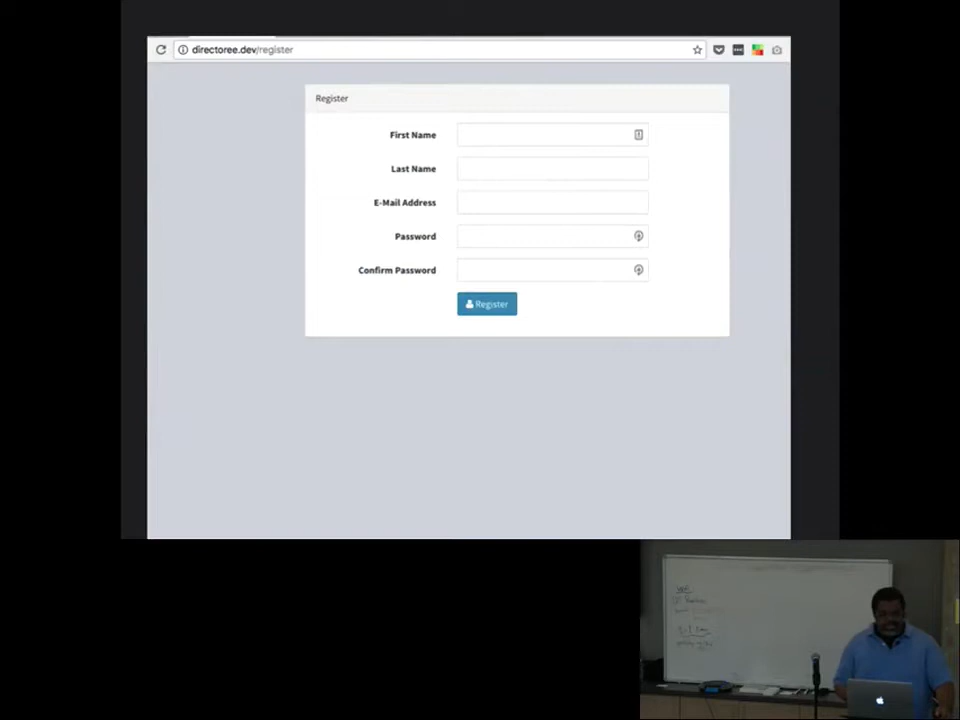 directoree.dev/register
Register
First Name
Last Name
E-Mail Address
Password
Confirm Password
Register